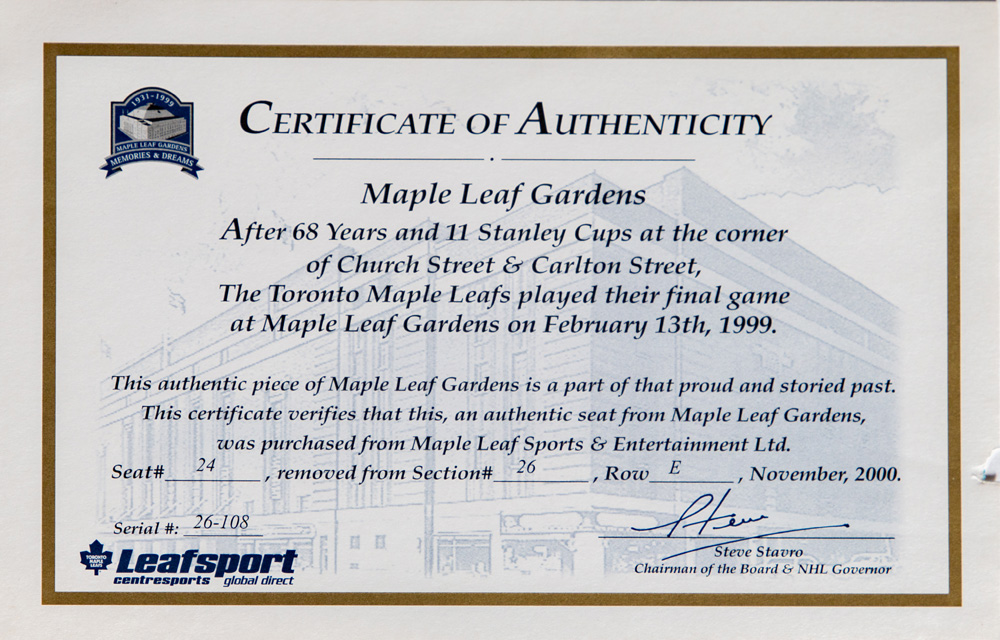 1931-1999
MAPLE LEAF GARDENS
MEMORIES & DREAMS
CERTIFICATE OF AUTHENTICITY
Maple Leaf Gardens
After 68 Years and 11 Stanley Cups at the corner
of Church Street & Carlton Street,
The Toronto Maple Leafs played their final game
at Maple Leaf Gardens on February 13th, 1999.
This authentic piece of Maple Leaf Gardens is a part of that proud and storied past.
This certificate verifies that this, an authentic seat from Maple Leaf Gardens,
was purchased from Maple Leaf Sports & Entertainment Ltd.
Seat# 24, removed from Section# 26, Row E, November, 2000.
Serial #: 26-108
Steve Stavro
Chairman of the Board & NHL Governor
TORONTO
MAPLE
LEAFS
Leafsport
centresports global direct